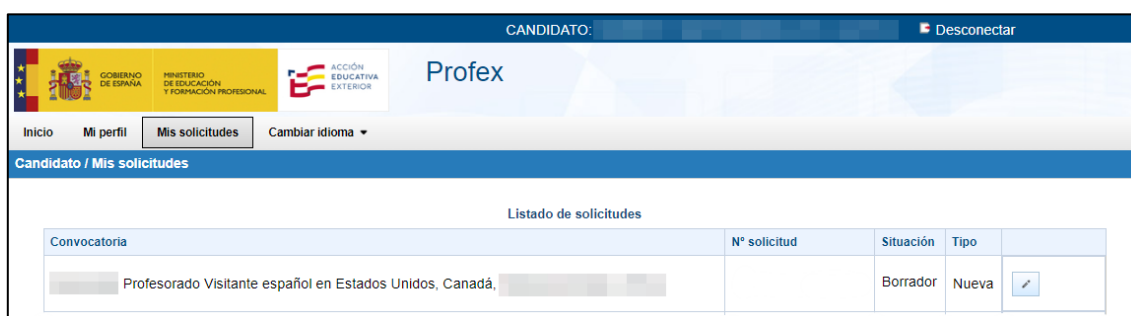 CANDIDATO: Desconectar
GOBIERNO
DE ESPAÑA
MINISTERIO
DE EDUCACIÓN
Y FORMACIÓN PROFESIONAL
ACCIÓN
EDUCATIVA
EXTERIOR
Profex
Inicio Mi perfil Mis solicitudes Cambiar idioma
Candidato / Mis solicitudes
Listado de solicitudes
Convocatoria Nº solicitud Situación Tipo
Profesorado Visitante español en Estados Unidos, Canadá, Borrador Nueva